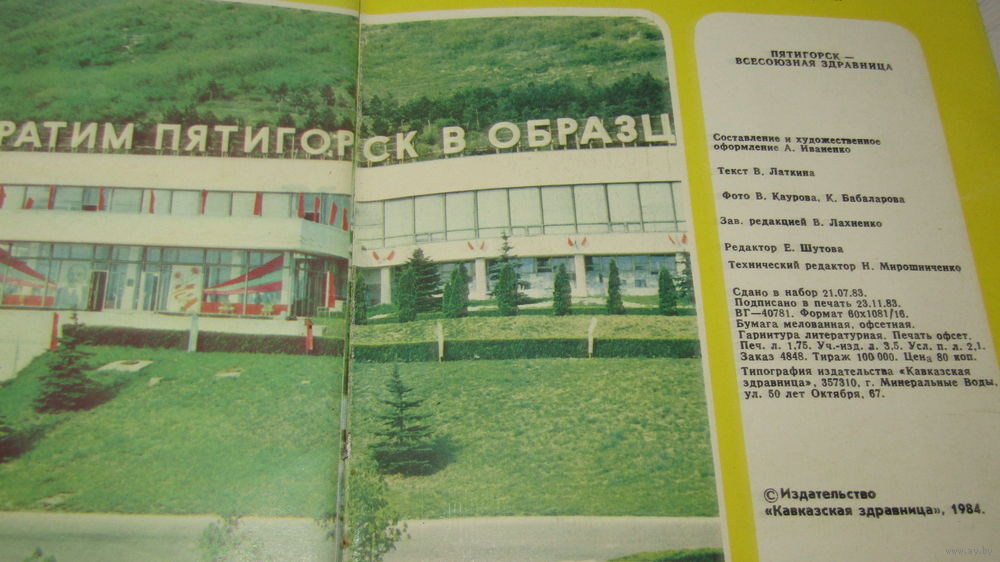 РАТИМ ПЯТИГОРСК В ОБРАЗЦ
ПЯТИГОРСК —
ВСЕСОЮЗНАЯ ЗДРАВНИЦА
Составление и художественное
оформление А. Иваненко
Текст В. Латкина
Фото В. Каурова, К. Бабаларова
Зав. редакцией В. Лахненко
Редактор Е. Шутова
Технический редактор Н. Мирошниченко
Сдано в набор 21.07.83.
Подписано в печать 23.11.83.
ВГ—40781. Формат 60х1081/16.
Бумага мелованная, офсетная.
Гарнитура литературная. Печать офсет.
Печ. л. 1,75. Уч.-изд. л. 3,5. Усл. п. л. 2,1.
Заказ 4848. Тираж 100 000. Цена 80 коп.
Типография издательства «Кавказская
здравница», 357310, г. Минеральные Воды,
ул. 50 лет Октября, 67.
© Издательство
«Кавказская здравница», 1984.
www.ay.by